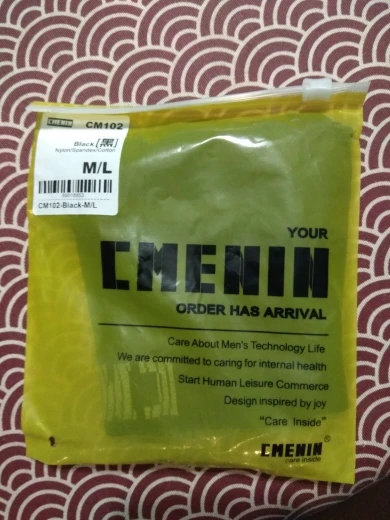 CMENIN CM102
Black
Nylon/Spandex/Cotton
M/L
CM102-Black-M/L
YOUR
CMENIN
ORDER HAS ARRIVAL
Care About Men's Technology Life
We are committed to caring for internal health
Start Human Leisure Commerce
Design inspired by joy
"Care Inside"
CMENIN®
care inside